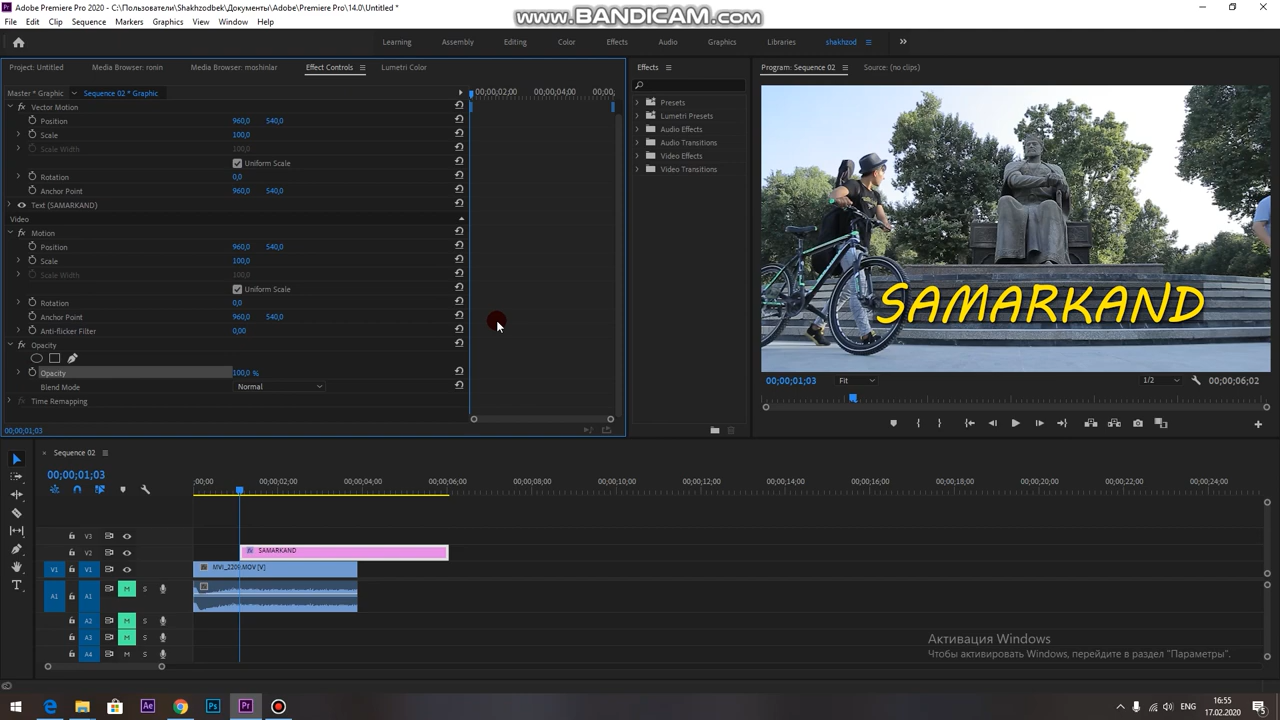 Adobe Premiere Pro 2020 - C:\Пользователи\Shakhzodbek\Документы\Adobe\Premiere Pro\14.0\Untitled *
www.BANDICAM.com
File Edit Clip Sequence Markers Graphics View Window Help
Learning Assembly Editing Color Effects Audio Graphics Libraries shakhzod
Project: Untitled Media Browser: ronin Media Browser: moshinlar Effect Controls Lumetri Color
Effects
Program: Sequence 02 Source: (no clips)
Master * Graphic Sequence 02 * Graphic
00;00;02;00 00;00;04;00 00;00;
Vector Motion
Position 960,0 540,0
Scale 100,0
Scale Width 100,0
Uniform Scale
Rotation 0,0
Anchor Point 960,0 540,0
Text (SAMARKAND)
Video
Motion
Position 960,0 540,0
Scale 100,0
Scale Width 100,0
Uniform Scale
Rotation 0,0
Anchor Point 960,0 540,0
Anti-flicker Filter 0,00
Opacity
Opacity 100,0 %
Blend Mode Normal
Time Remapping
00;00;01;03
Presets
Lumetri Presets
Audio Effects
Audio Transitions
Video Effects
Video Transitions
SAMARKAND
00;00;01;03 Fit 1/2 00;00;06;02
Sequence 02
00;00;01;03
;00;00 00;00;02;00 00;00;04;00 00;00;06;00 00;00;08;00 00;00;10;00 00;00;12;00 00;00;14;00 00;00;16;00 00;00;18;00 00;00;20;00 00;00;22;00 00;00;24;00
V3
V2 SAMARKAND
V1 V1 MVI_2209.MOV [V]
A1 A1 M S
A2 M S
A3 M S
A4 M S
Активация Windows
Чтобы активировать Windows, перейдите в раздел "Параметры".
Ae Ps Pr
ENG 16:55
17.02.2020
5